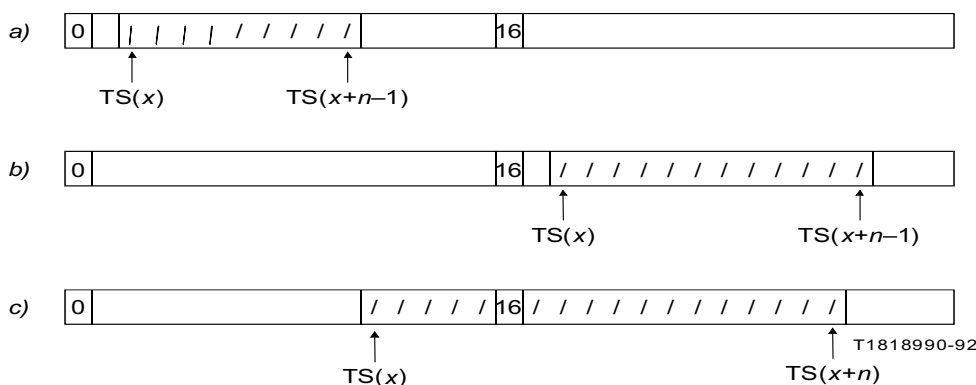 a) 0 | | | | / / / / / 16
TS(x) TS(x+n–1)
b) 0 16 / / / / / / / / / / / /
TS(x) TS(x+n–1)
c) 0 / / / / / 16 / / / / / / / / / / / /
T1818990-92
TS(x) TS(x+n)